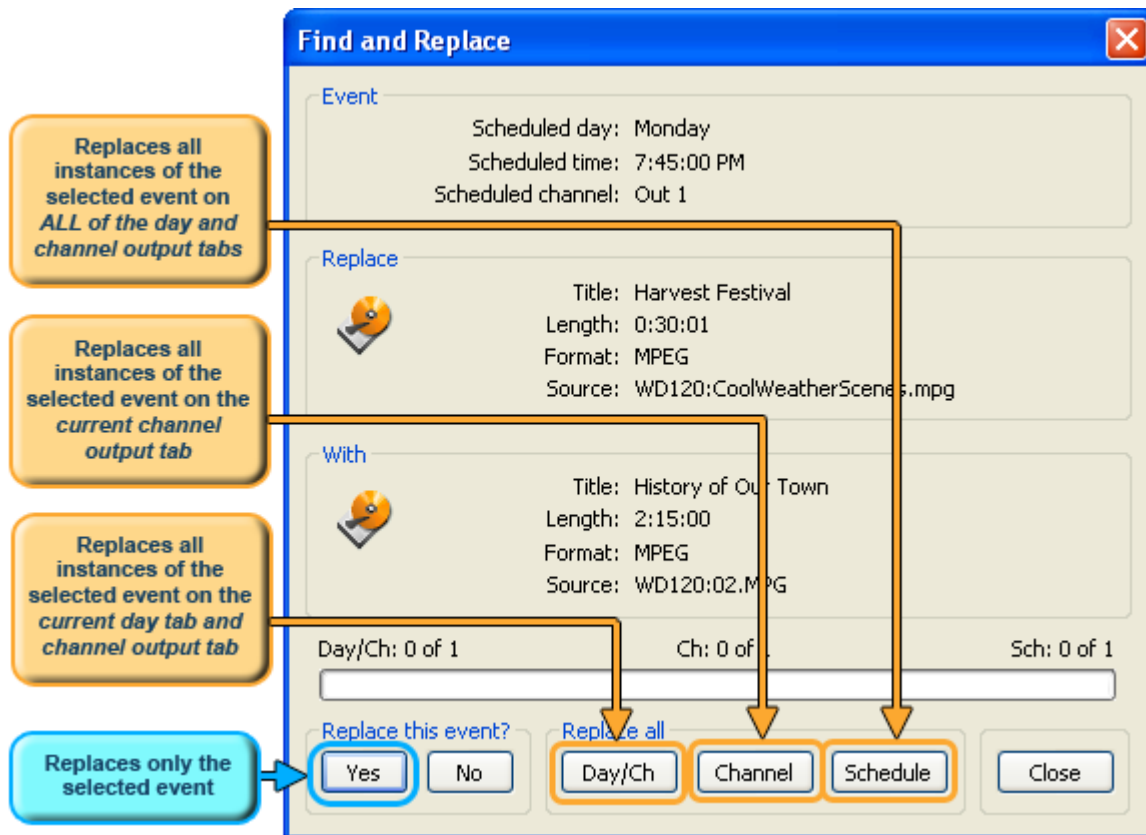 Find and Replace
Replaces all
instances of the
selected event on
ALL of the day and
channel output tabs
Replaces all
instances of the
selected event on the
current channel
output tab
Replaces all
instances of the
selected event on the
current day tab and
channel output tab
Replaces only the
selected event
Event
Scheduled day: Monday
Scheduled time: 7:45:00 PM
Scheduled channel: Out 1
Replace
Title: Harvest Festival
Length: 0:30:01
Format: MPEG
Source: WD120:CoolWeatherScenes.mpg
With
Title: History of Our Town
Length: 2:15:00
Format: MPEG
Source: WD120:02.MPG
Day/Ch: 0 of 1 Ch: 0 of 1 Sch: 0 of 1
Replace this event? Replace all
Yes No Day/Ch Channel Schedule Close